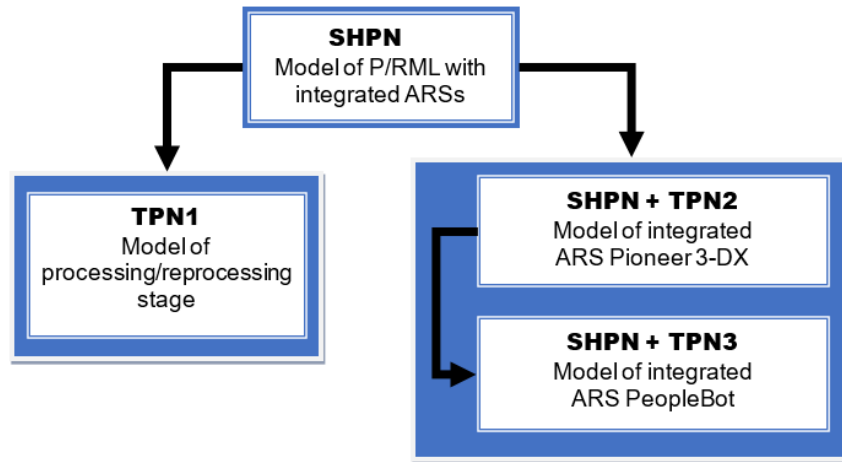 SHPN
Model of P/RML with
integrated ARSs
TPN1
Model of
processing/reprocessing
stage
SHPN + TPN2
Model of integrated
ARS Pioneer 3-DX
SHPN + TPN3
Model of integrated
ARS PeopleBot